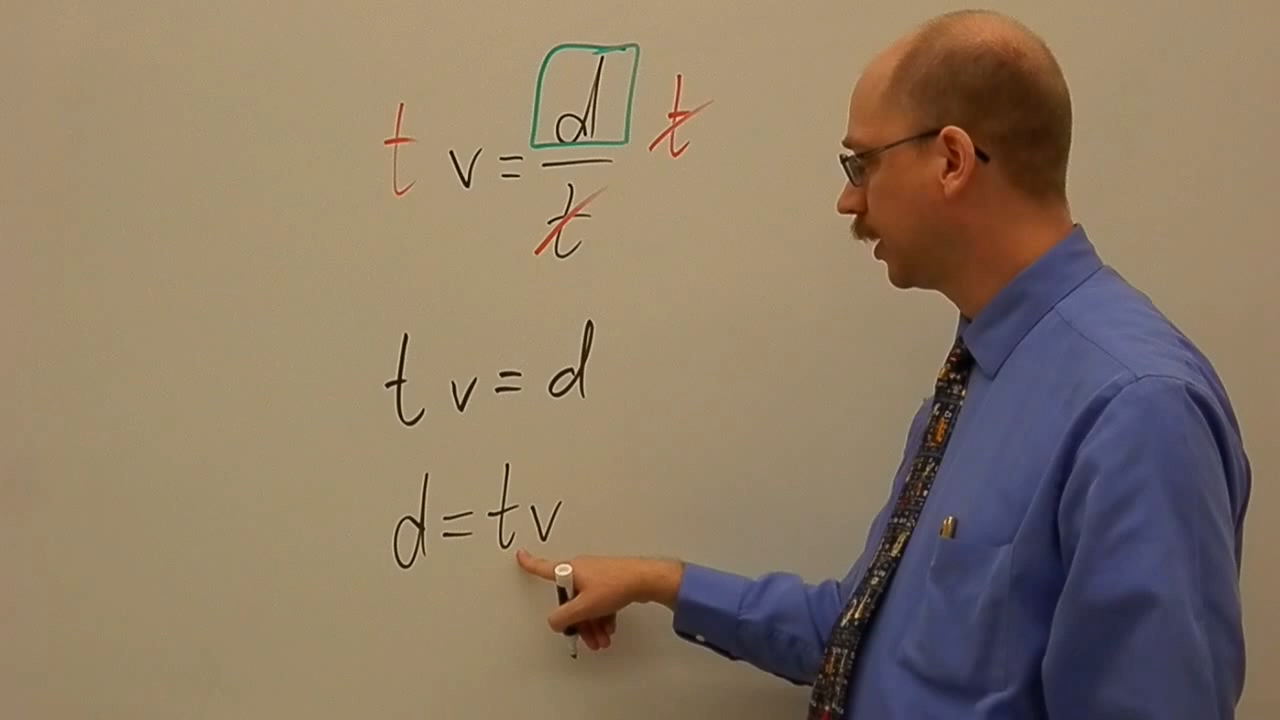 t v = d/t t
t v = d
d = t v